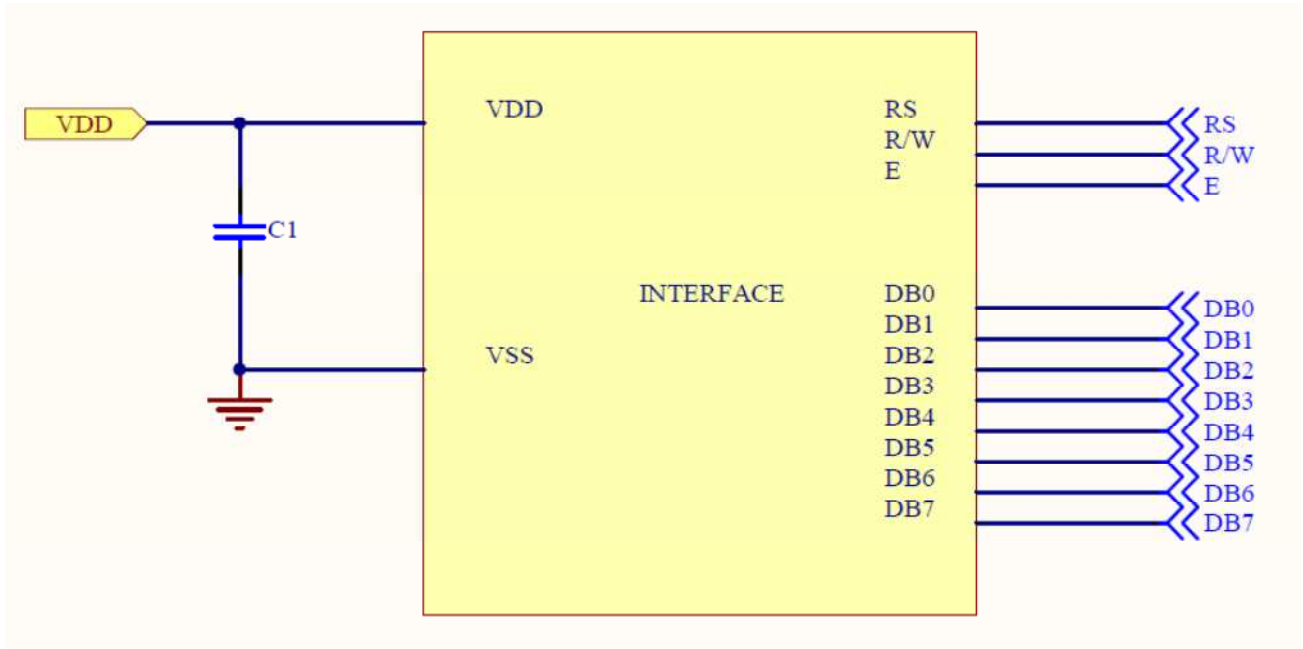 VDD
VDD
RS
RS
R/W
R/W
E
E
C1
INTERFACE
DB0
DB0
DB1
DB1
VSS
DB2
DB2
DB3
DB3
DB4
DB4
DB5
DB5
DB6
DB6
DB7
DB7